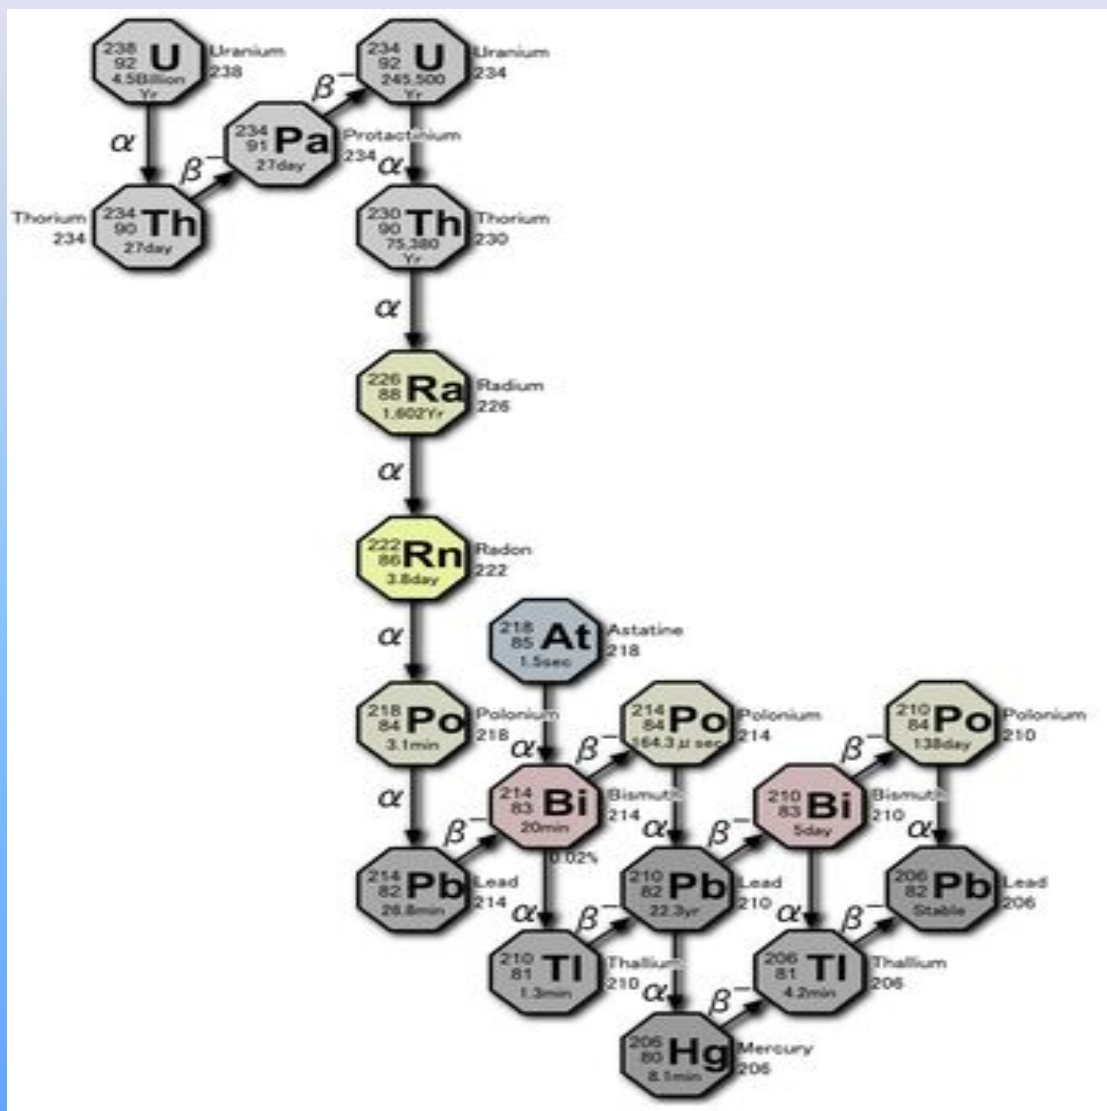 238
92
U
4.5Billion
Yr
Uranium
238
234
92
U
245,500
Yr
Uranium
234
β−
234
91
Pa
27day
Protactinium
234
α
β−
α
Thorium
234
234
90
Th
27day
230
90
Th
75,380
Yr
Thorium
230
α
226
88
Ra
1,602Yr
Radium
226
α
222
86
Rn
3.8day
Radon
222
α
218
85
At
1.5sec
Astatine
218
218
84
Po
3.1min
Polonium
218
α
β−
214
84
Po
164.3 μ sec
Polonium
214
β−
210
84
Po
138day
Polonium
210
α
β−
214
83
Bi
20min
Bismuth
214
α
β−
210
83
Bi
5day
Bismuth
210
α
0.02%
214
82
Pb
26.8min
Lead
214
α
β−
210
82
Pb
22.3yr
Lead
210
α
β−
206
82
Pb
Stable
Lead
206
210
81
Tl
1.3min
Thallium
210
α
β−
206
81
Tl
4.2min
Thallium
206
206
80
Hg
8.1min
Mercury
206